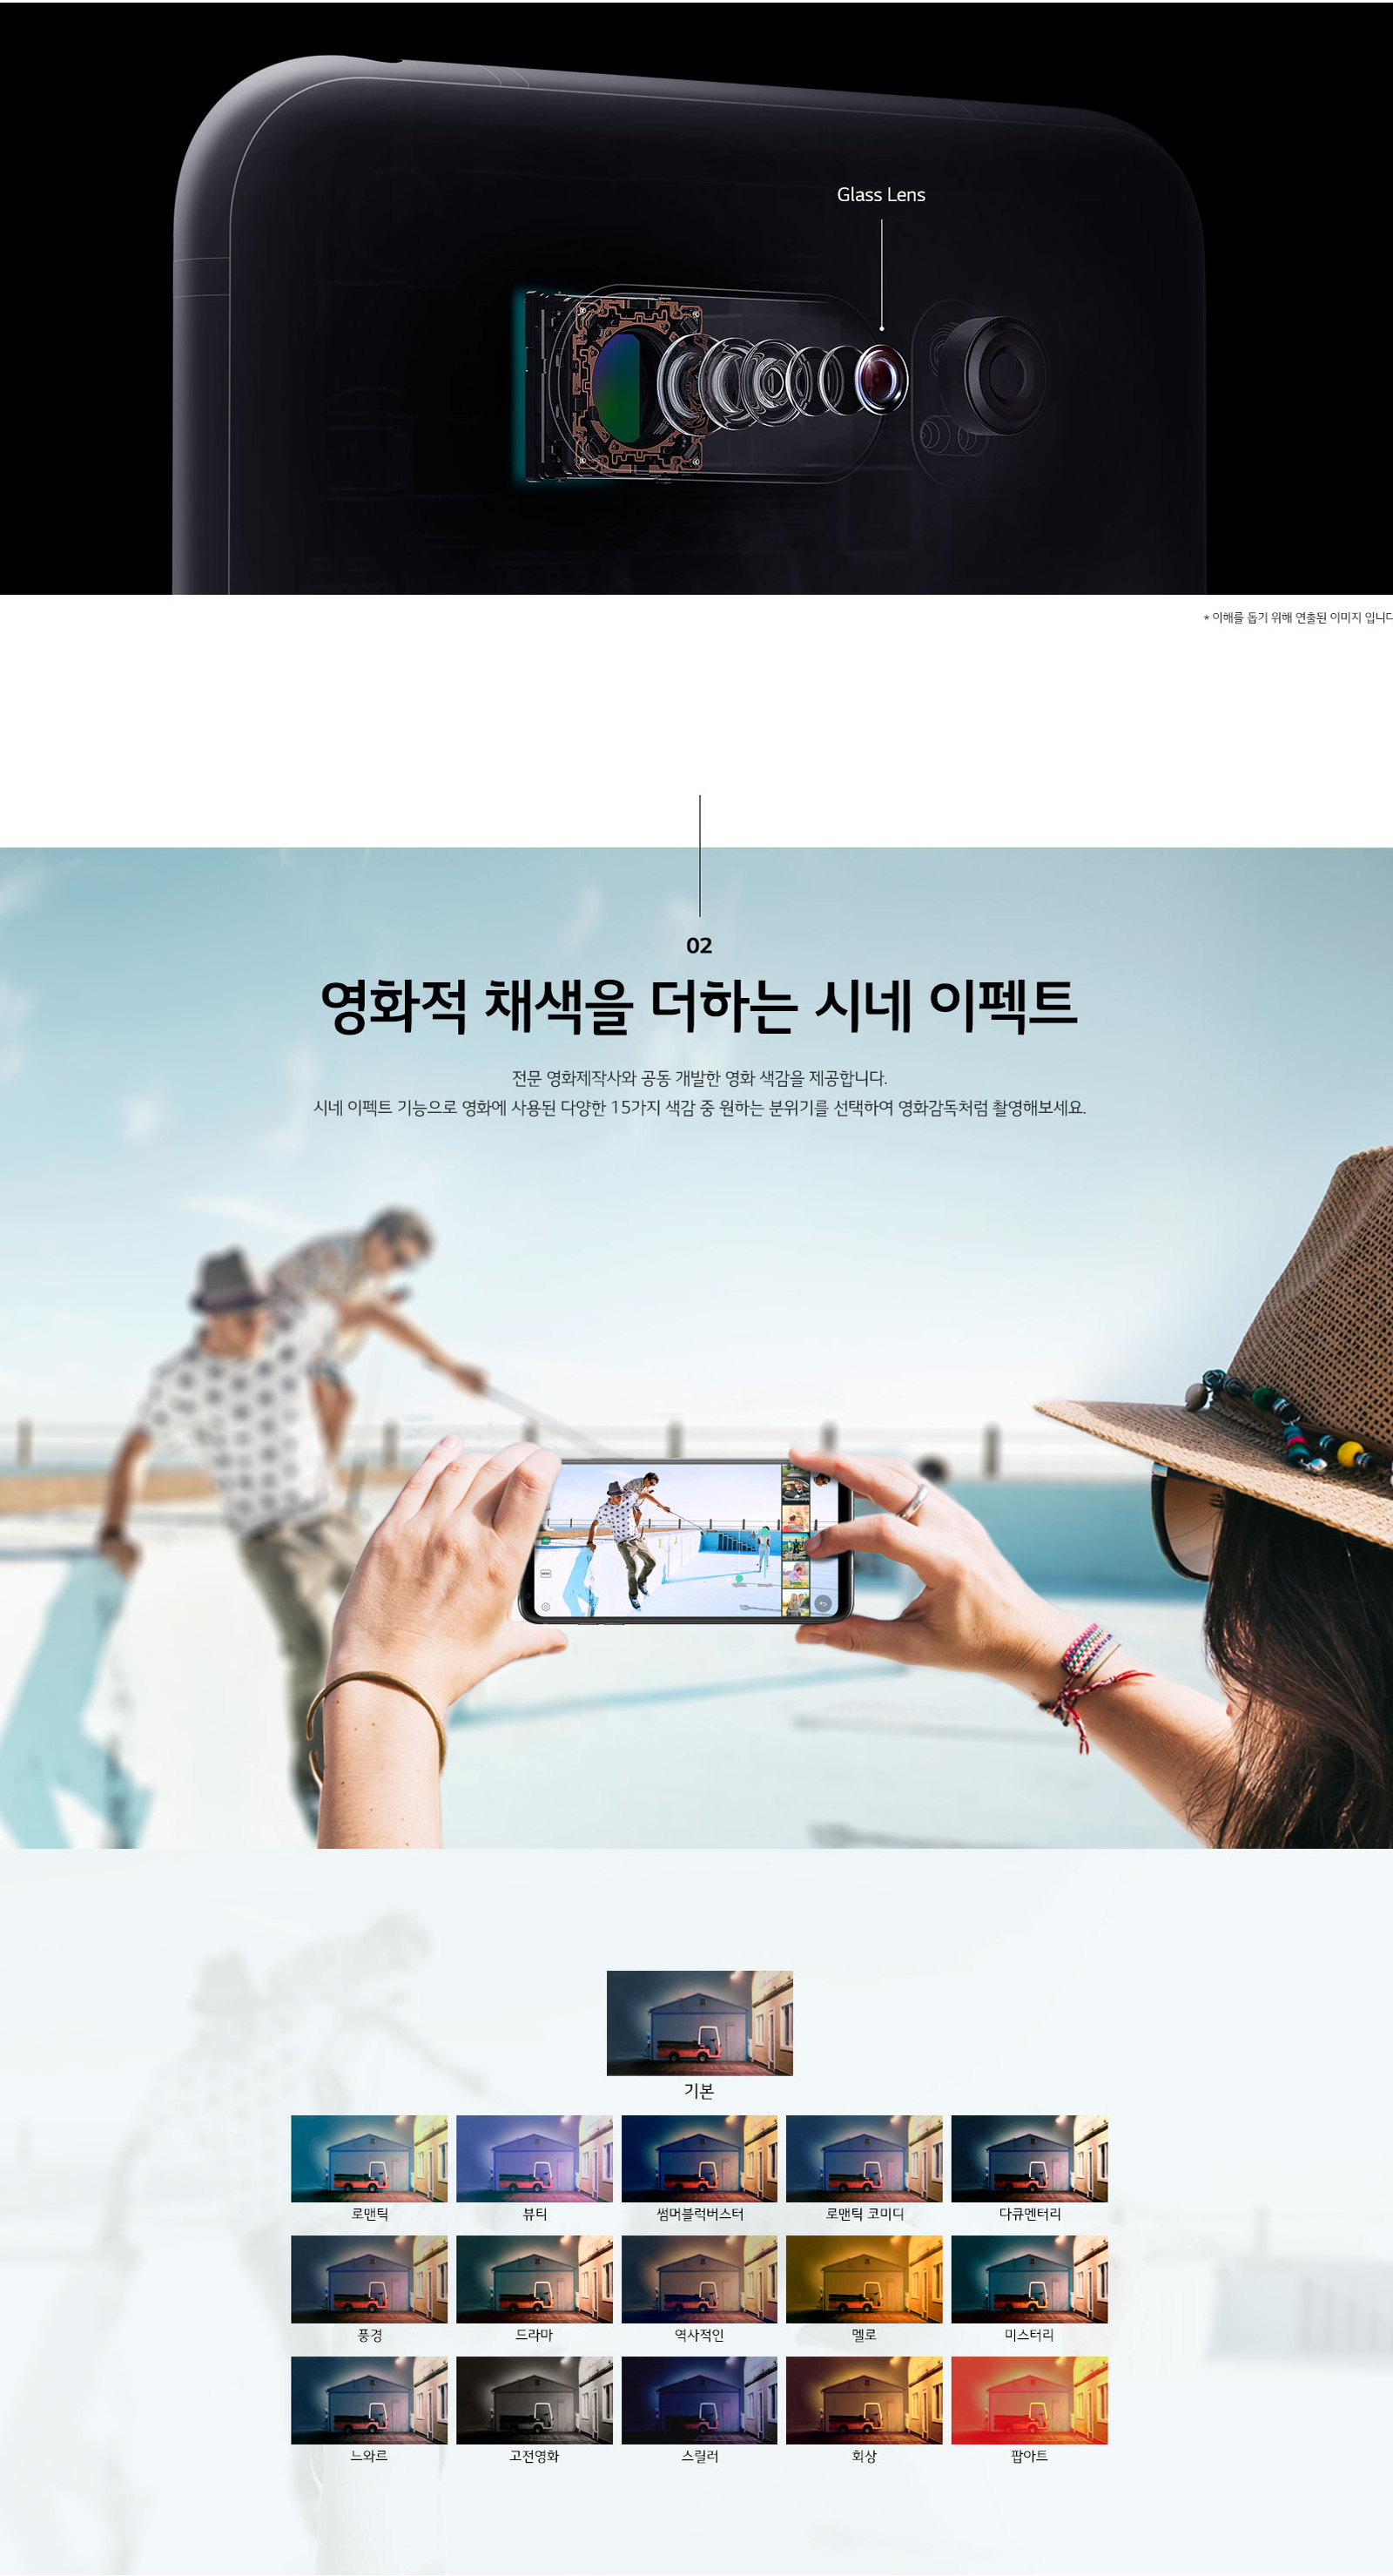 Glass Lens
* 이해를 돕기 위해 연출된 이미지 입니다
02
영화적 채색을 더하는 시네 이펙트
전문 영화제작사와 공동 개발한 영화 색감을 제공합니다.
시네 이펙트 기능으로 영화에 사용된 다양한 15가지 색감 중 원하는 분위기를 선택하여 영화감독처럼 촬영해보세요.
기본
로맨틱 뷰티 썸머블럭버스터 로맨틱 코미디 다큐멘터리
풍경 드라마 역사적인 멜로 미스터리
느와르 고전영화 스릴러 회상 팝아트